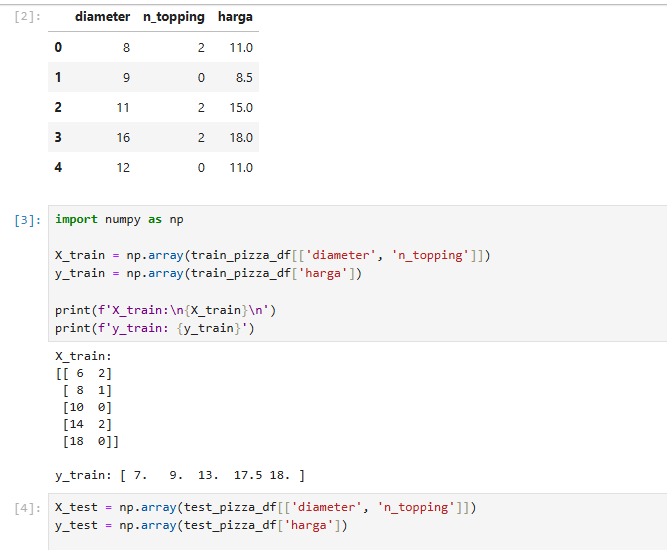 [2]: diameter n_topping harga
0 8 2 11.0
1 9 0 8.5
2 11 2 15.0
3 16 2 18.0
4 12 0 11.0
[3]: import numpy as np
X_train = np.array(train_pizza_df[['diameter', 'n_topping']])
y_train = np.array(train_pizza_df['harga'])
print(f'X_train:\n{X_train}\n')
print(f'y_train: {y_train}')
X_train:
[[ 6  2]
 [ 8  1]
 [10  0]
 [14  2]
 [18  0]]
y_train: [ 7.   9.  13.  17.5 18. ]
[4]: X_test = np.array(test_pizza_df[['diameter', 'n_topping']])
y_test = np.array(test_pizza_df['harga'])